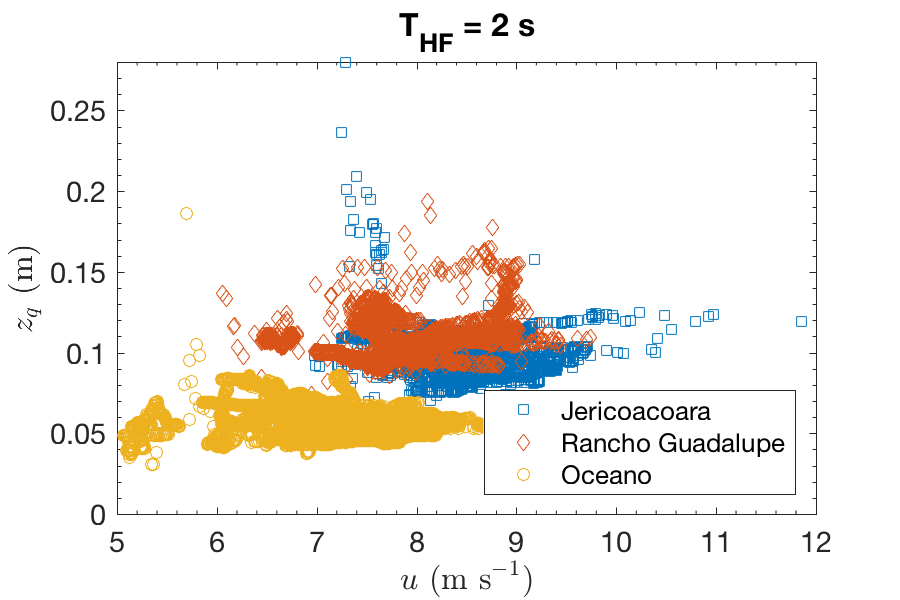 T_HF = 2 s
0.25
0.2
0.15
0.1
0.05
0
z_q (m)
Jericoacoara
Rancho Guadalupe
Oceano
5 6 7 8 9 10 11 12
u (m s⁻¹)